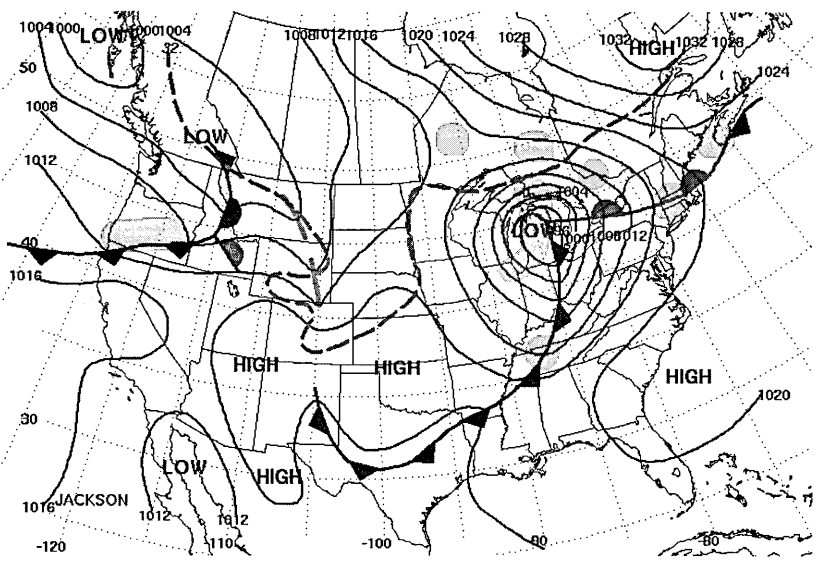 1004 1000 LOW 1000 1004 1008 1012 1016 1020 1024 1028 1032 HIGH 1032 1028
50 1024
1008 LOW
1012 1004
40 LOW 1000 1008 1012
1016
HIGH HIGH HIGH
1020
30
LOW HIGH
1016 JACKSON
1012 1012
-120 -110 -100 -90 -80